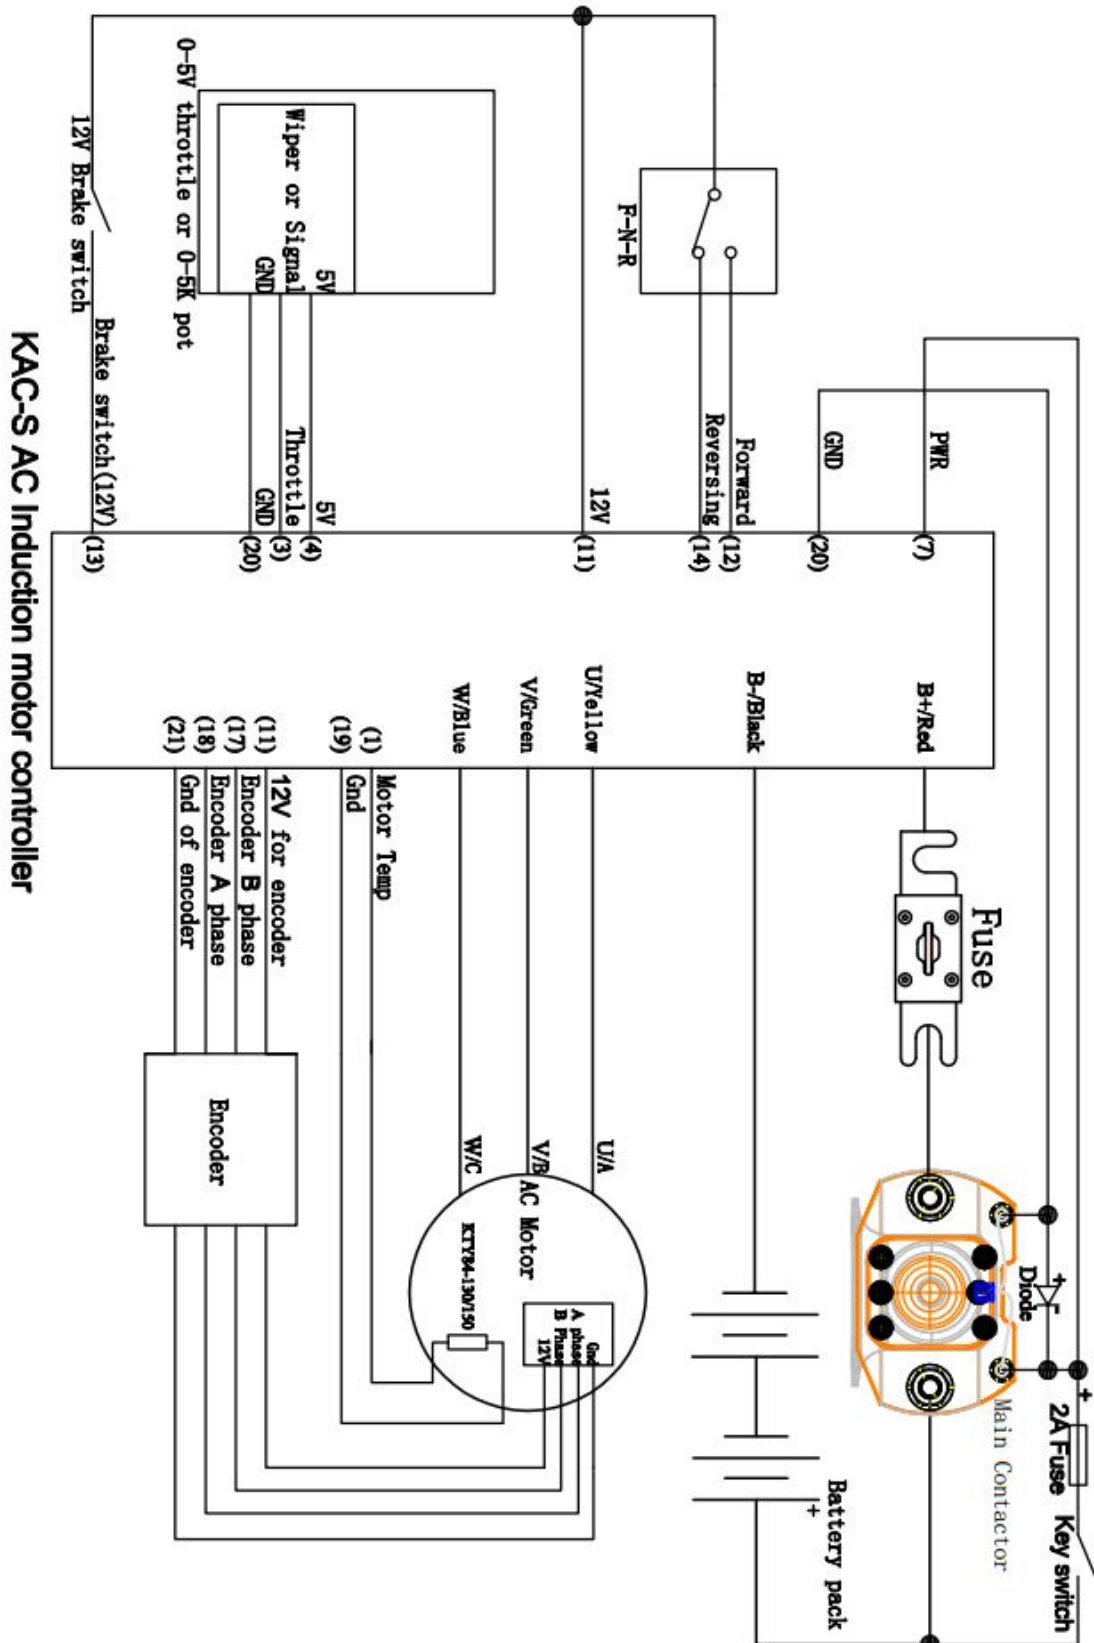 PWR
GND
Forward
Reversing
F-N-R
12V
5V
Wiper or Signal
GND
5V
Throttle
GND
0-5V throttle or 0-5K pot
12V Brake switch
Brake switch(12V)
(7)
(20)
(12)
(14)
(11)
(4)
(3)
(20)
(13)
B+/Red
B-/Black
U/Yellow
V/Green
W/Blue
(1)
(19)
(11)
(17)
(18)
(21)
Motor Temp
Gnd
12V for encoder
Encoder B phase
Encoder A phase
Gnd of encoder
Fuse
Encoder
U/A
V/B
W/C
AC Motor
KTY84-130/150
Gnd
A phase
B Phase
12V
+
Diode
Main Contactor
+
2A Fuse
Key switch
Battery pack
+
KAC-S AC Induction motor controller